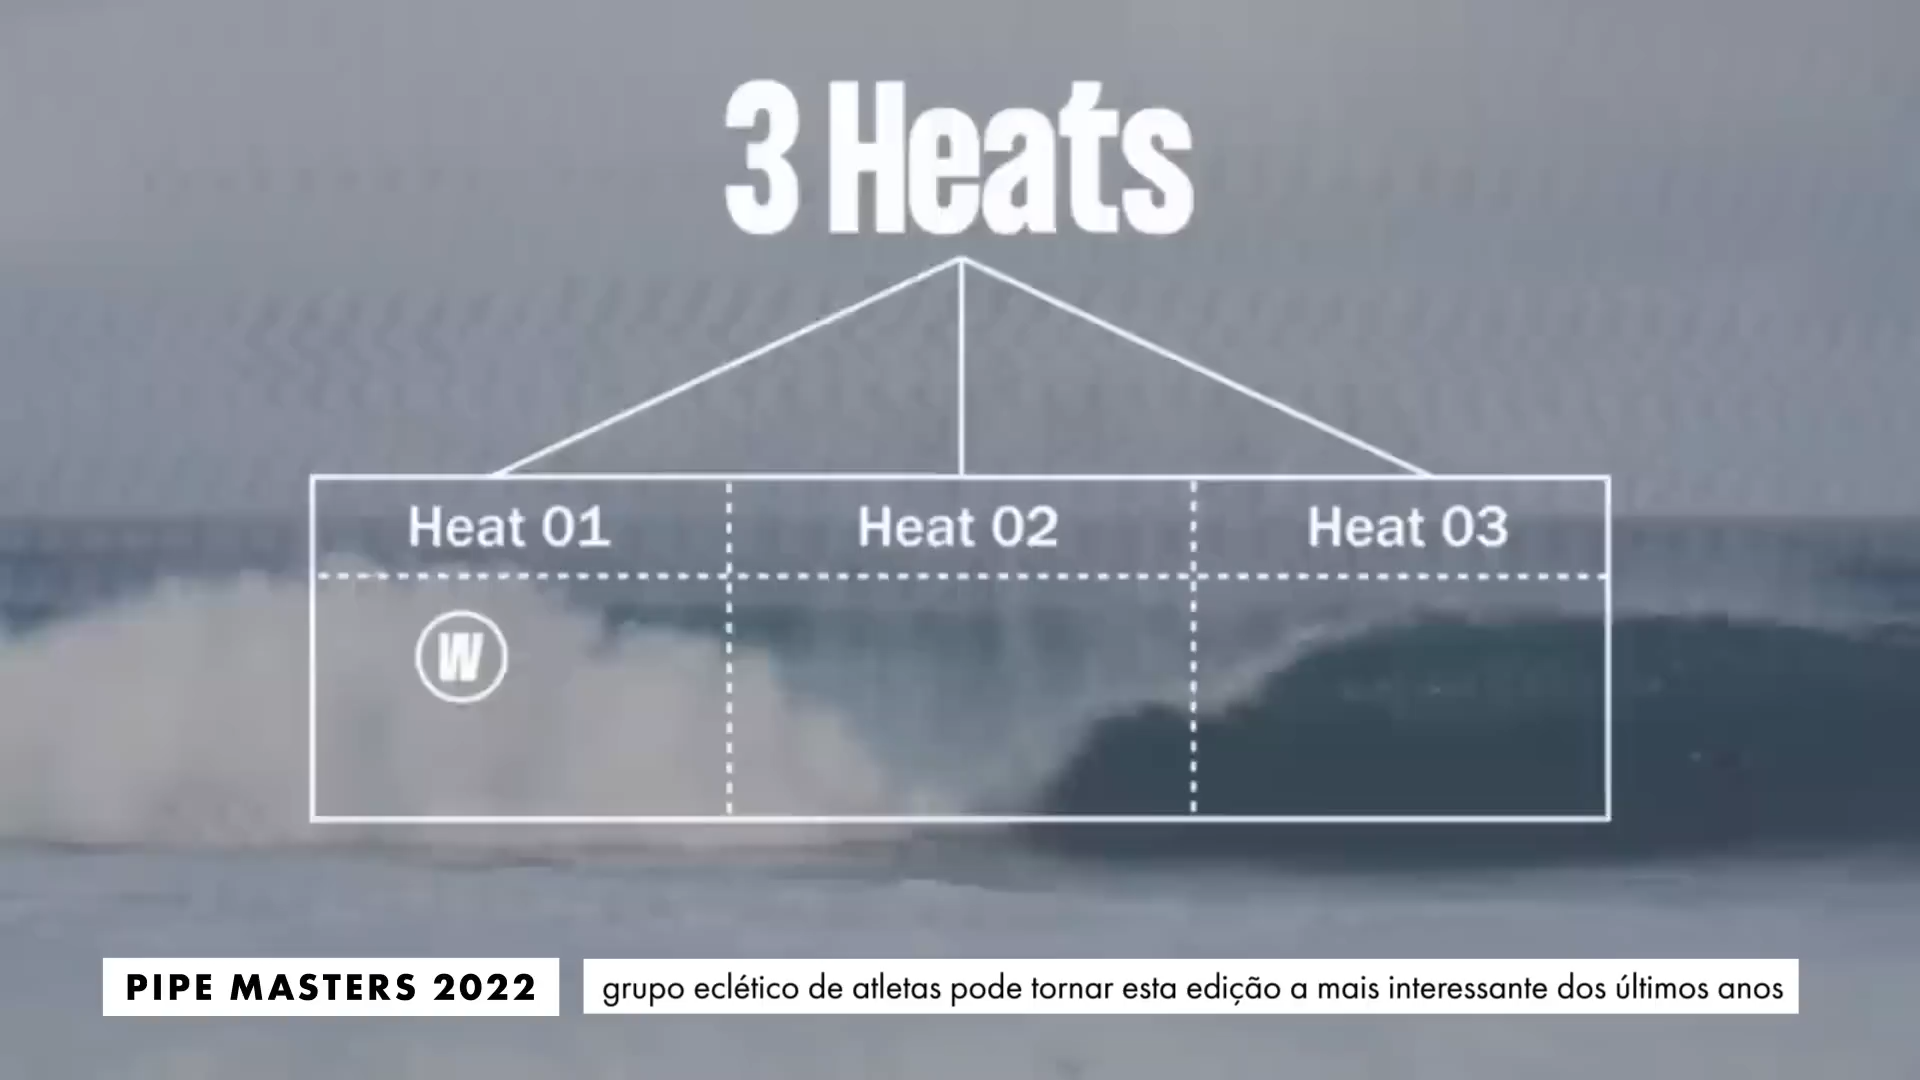 3 Heats
Heat 01
Heat 02
Heat 03
W
PIPE MASTERS 2022
grupo eclético de atletas pode tornar esta edição a mais interessante dos últimos anos